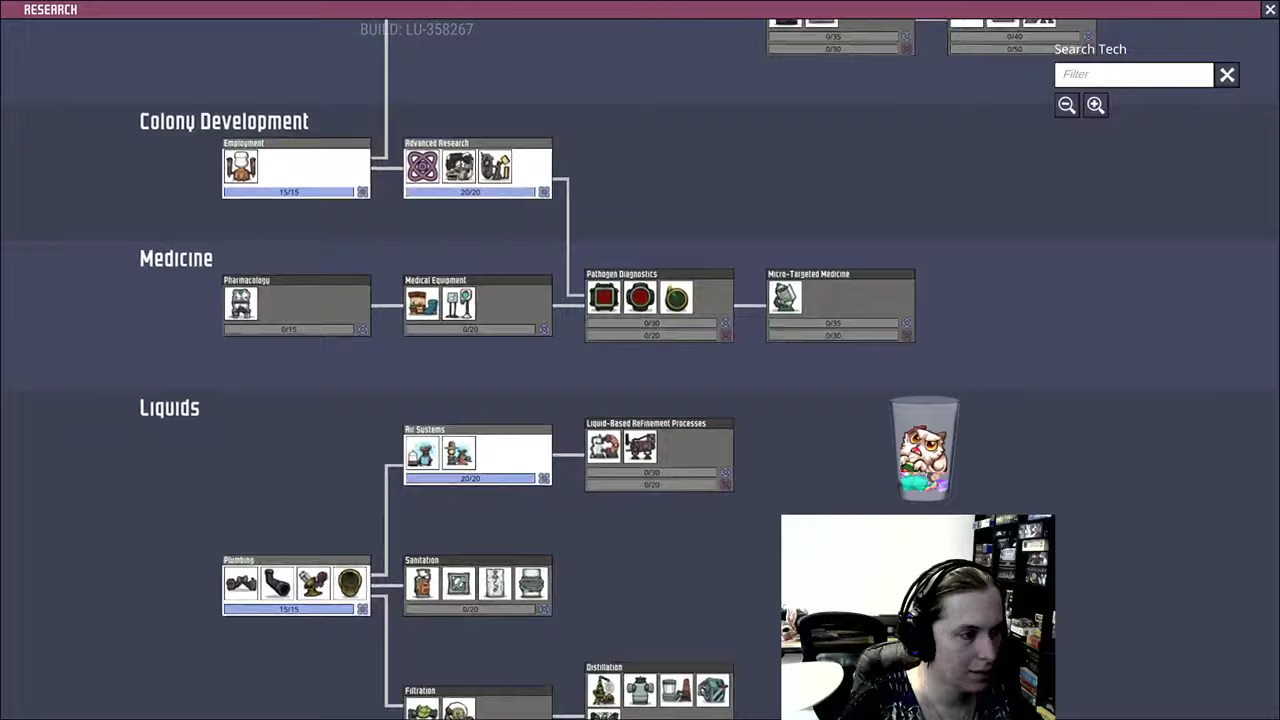 RESEARCH
BUILD: LU-358267
0/35
0/40
0/30
0/50
Search Tech
Filter
Colony Development
Employment
Advanced Research
15/15
20/20
Medicine
Pharmacology
Medical Equipment
Pathogen Diagnostics
Micro-Targeted Medicine
0/15
0/20
0/30
0/20
0/35
0/30
Liquids
Air Systems
Liquid-Based Refinement Processes
20/20
0/30
0/20
Plumbing
Sanitation
15/15
0/20
Filtration
Distillation